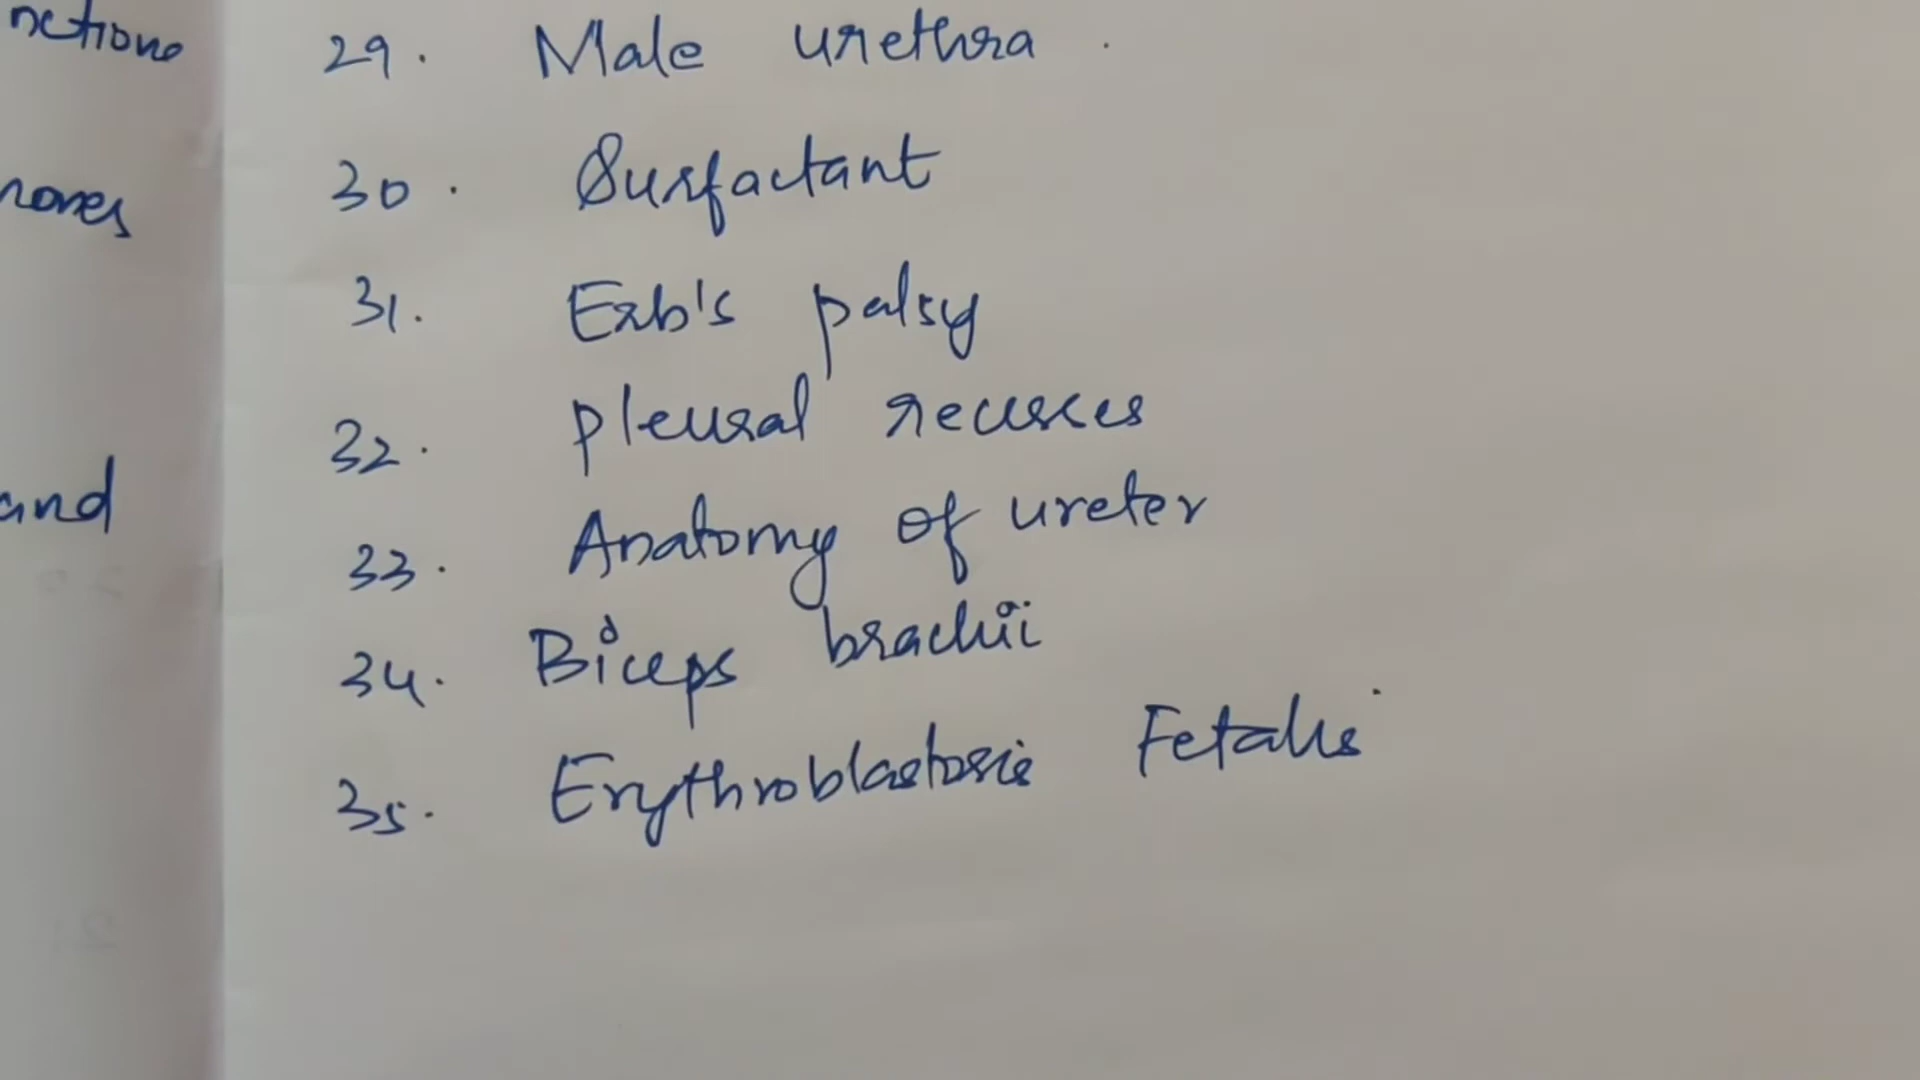 29. Male urethra.
30. Surfactant
31. Erb's palsy
32. Pleural recesses
and
33. Anatomy of ureter
34. Biceps brachii
35. Erythroblastosis Fetalis